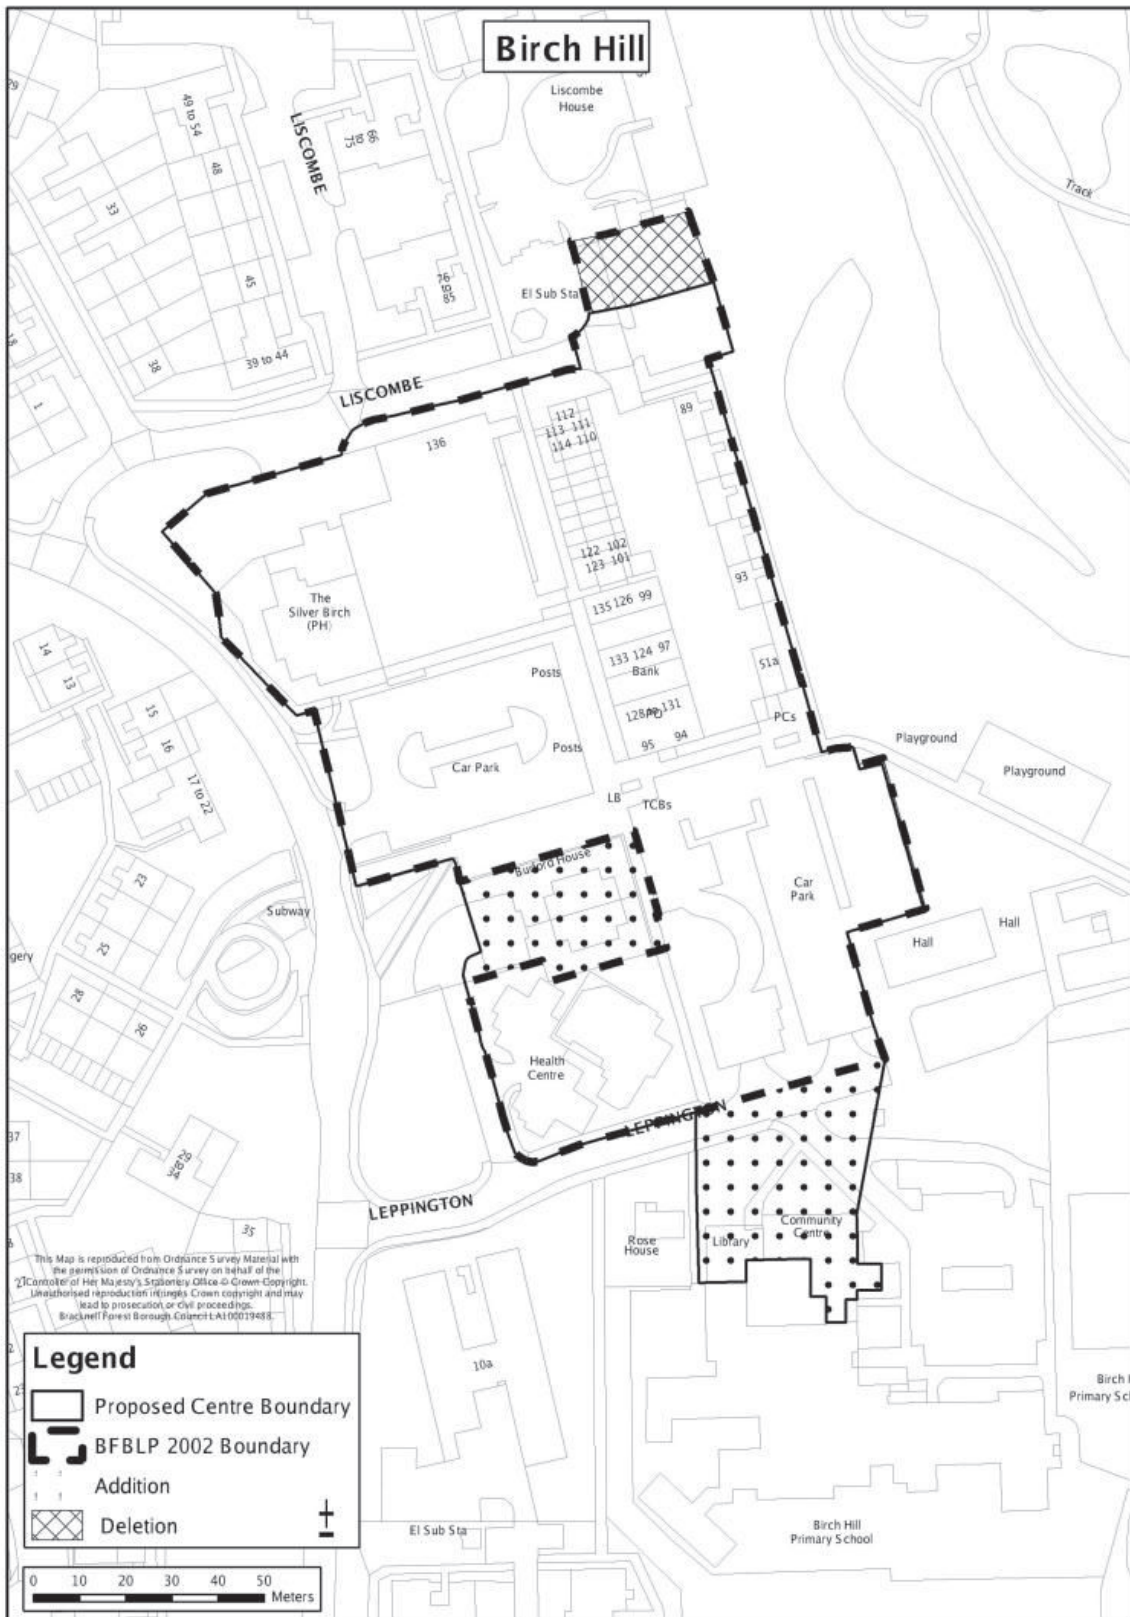 Birch Hill
Liscombe
House
49 to 54
LISCOMBE
66
to
75
48
33
Track
45
76
to
85
El Sub Sta
38
39 to 44
LISCOMBE
1
112
113 111
114 110
89
136
122 102
123 101
93
135 126 99
The
Silver Birch
(PH)
14
13
133 124 97
Bank
51a
Posts
131
PCs
15
16
95
94
Posts
Playground
Playground
Car Park
17 to 22
LB
TCBs
House
23
Car
Park
Subway
Hall
Hall
25
gery
28
26
Health
Centre
LEPPINGTON
37
38
LEPPINGTON
Community
Centre
Library
Rose
House
35
This Map is reproduced from Ordnance Survey Material with
the permission of Ordnance Survey on behalf of the
Controller of Her Majesty's Stationery Office © Crown Copyright.
Unauthorised reproduction infringes Crown copyright and may
lead to prosecution or civil proceedings.
Bracknell Forest Borough Council LA100019488.
Legend
Proposed Centre Boundary
BFBLP 2002 Boundary
Addition
Deletion
10a
Birch H
Primary Sch
El Sub Sta
Birch Hill
Primary School
0 10 20 30 40 50
Meters